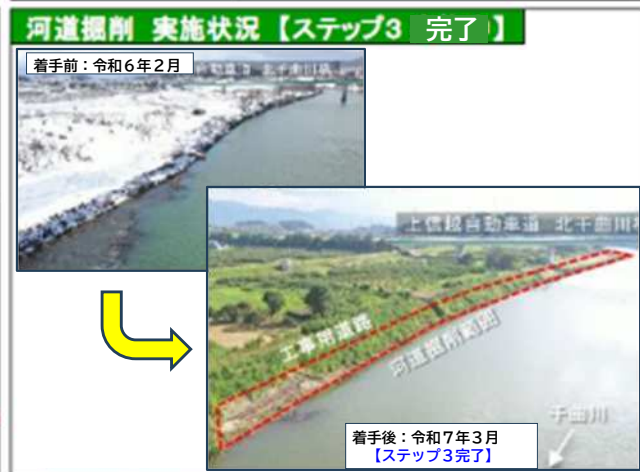 河道掘削 実施状況【ステップ3 完了】
着手前：令和6年2月
上信越自動車道 北千曲川
工事用道路
河道掘削範囲
千曲川
着手後：令和7年3月
【ステップ3完了】